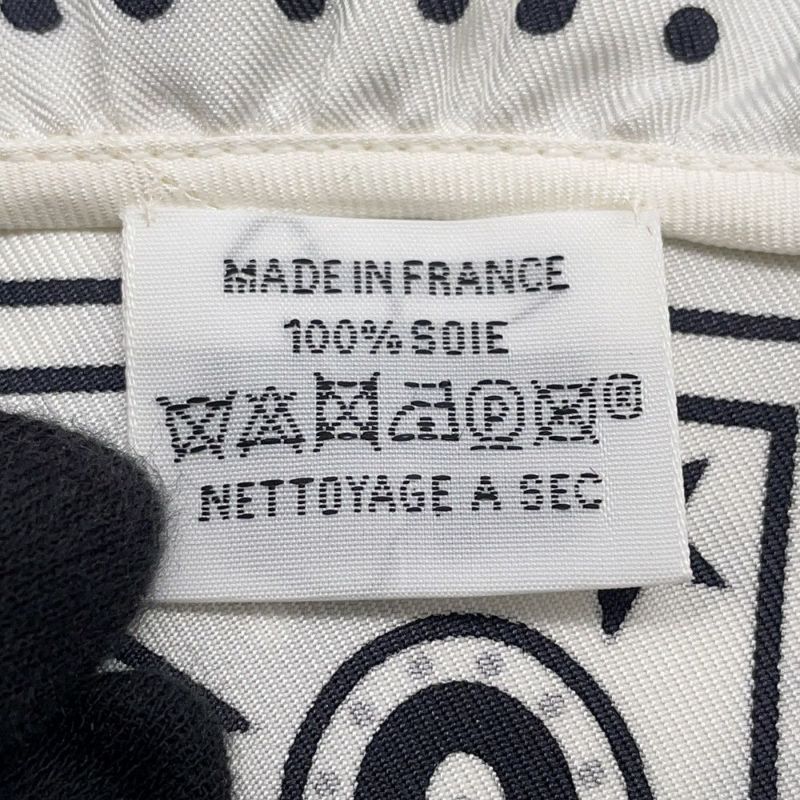 MADE IN FRANCE
100% SOIE
P ®
NETTOYAGE A SEC